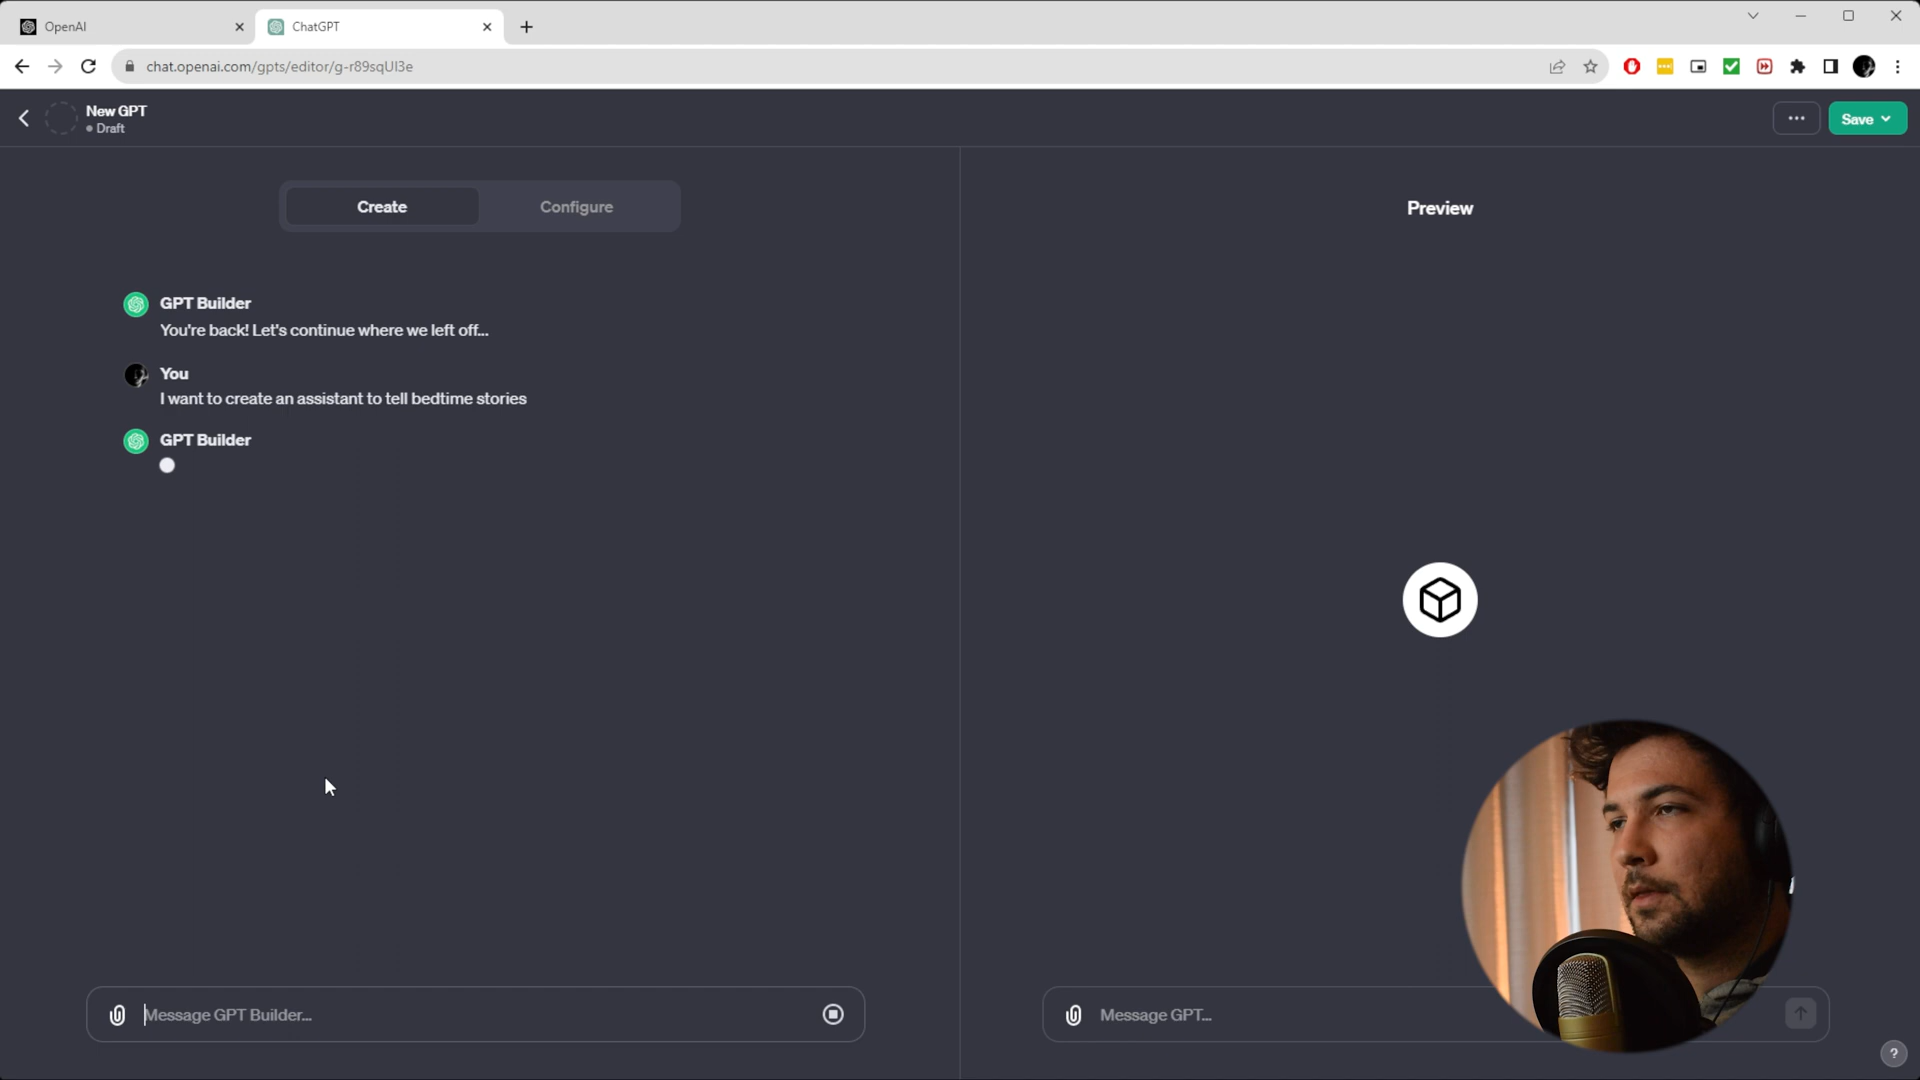 OpenAI
ChatGPT
chat.openai.com/gpts/editor/g-r89sqUI3e
New GPT
Draft
Save
Create
Configure
Preview
GPT Builder
You're back! Let's continue where we left off...
You
I want to create an assistant to tell bedtime stories
GPT Builder
Message GPT Builder...
Message GPT...
?